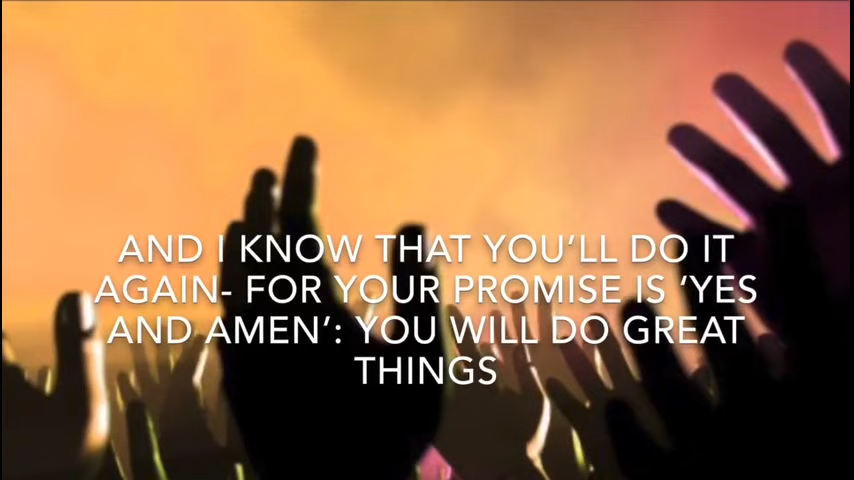 AND I KNOW THAT YOU’LL DO IT
AGAIN- FOR YOUR PROMISE IS ‘YES
AND AMEN’: YOU WILL DO GREAT
THINGS